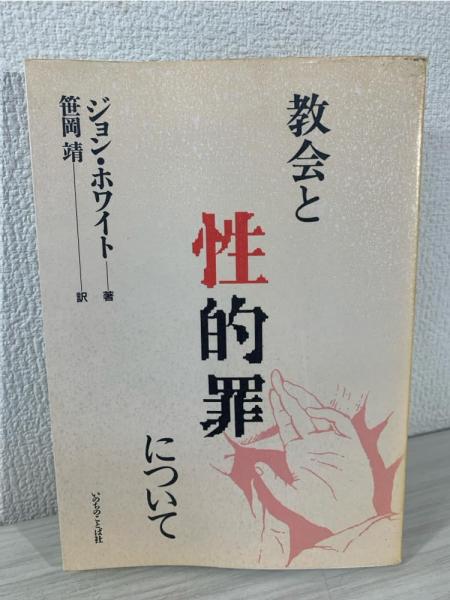 教会と
性的罪
について
ジョン・ホワイト 著
笹岡靖 訳
いのちのことば社